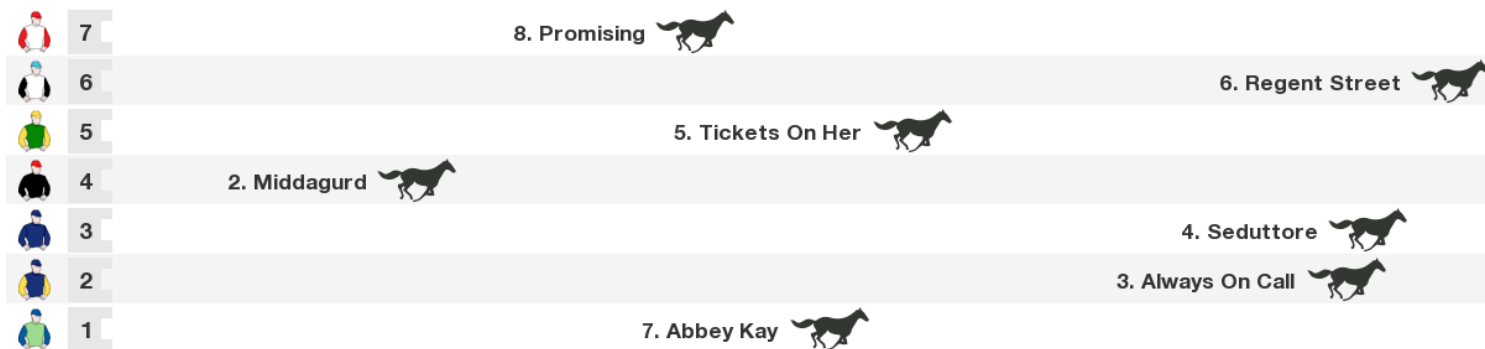 7 8. Promising
6 6. Regent Street
5 5. Tickets On Her
4 2. Middagurd
3 4. Seduttore
2 3. Always On Call
1 7. Abbey Kay